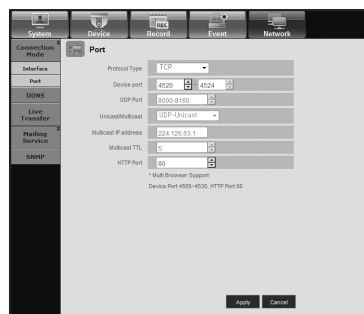 System Device Record Event Network
REC
Connection
Mode
Interface
Port
DDNS
Live
Transfer
Mailing
Service
SNMP
Port
Protocol Type TCP
Device port 4520 ~ 4524
UDP Port 8000~8160
Unicast/Multicast UDP-Unicast
Multicast IP address 224.126.63.1
Multicast TTL 5
HTTP Port 80
* Multi Browser Support:
Device Port 4505~4530, HTTP Port 80
Apply Cancel